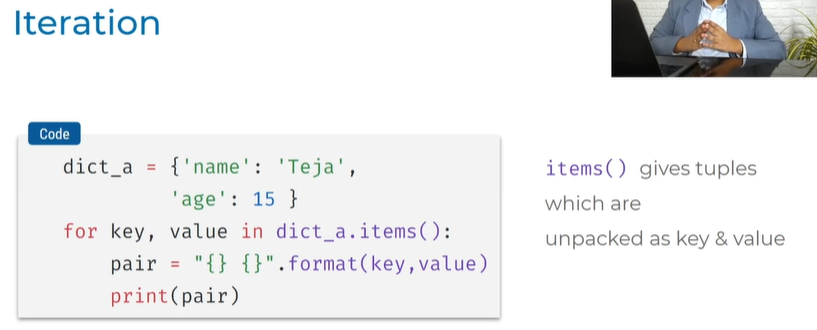 Iteration
Code
dict_a = {'name': 'Teja',
'age': 15 }
for key, value in dict_a.items():
pair = "{} {}".format(key,value)
print(pair)
items() gives tuples
which are
unpacked as key & value